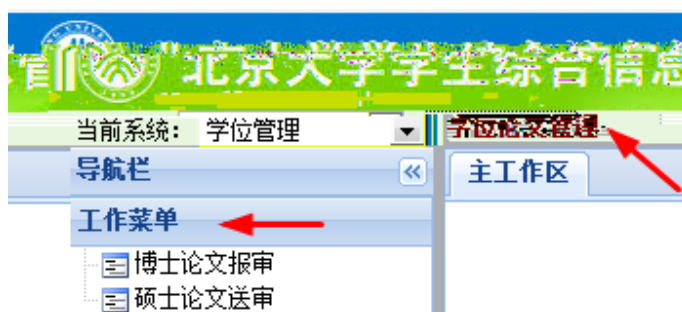 北京大学学生综合信息
当前系统： 学位管理 学位论文管理
导航栏 主工作区
工作菜单
博士论文报审
硕士论文送审